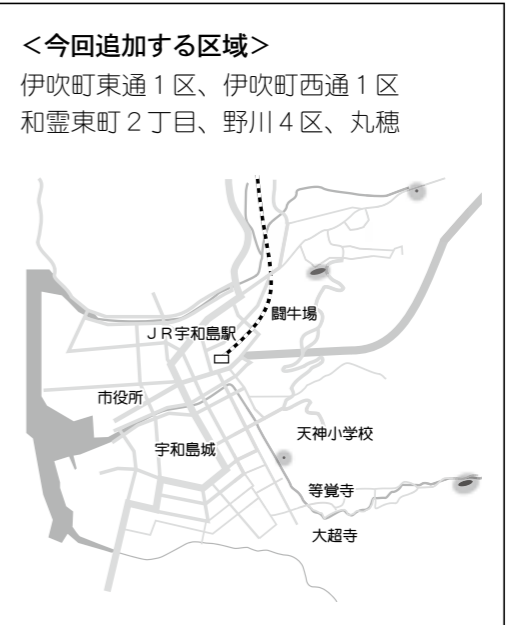 ＜今回追加する区域＞
伊吹町東通１区、伊吹町西通１区
和霊東町２丁目、野川４区、丸穂
闘牛場
ＪＲ宇和島駅
市役所
天神小学校
宇和島城
等覚寺
大超寺